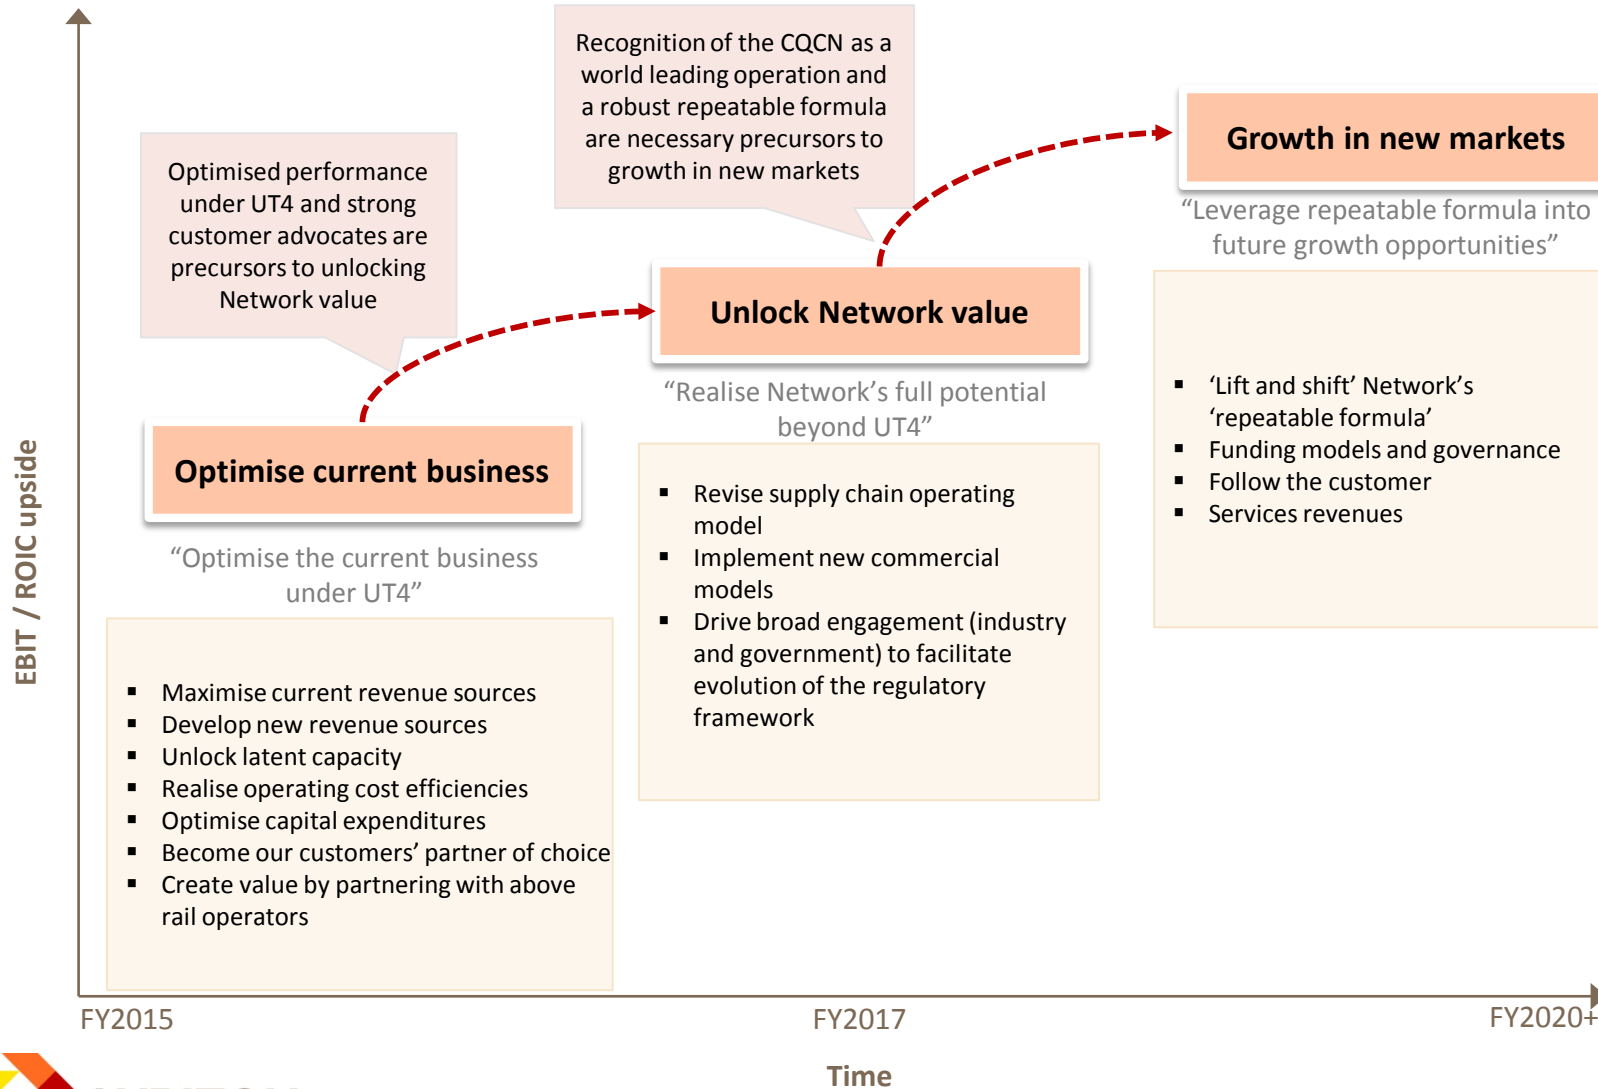 Recognition of the CQCN as a
world leading operation and
a robust repeatable formula
are necessary precursors to
growth in new markets
Growth in new markets
Optimised performance
under UT4 and strong
customer advocates are
precursors to unlocking
Network value
“Leverage repeatable formula into
future growth opportunities”
Unlock Network value
“Realise Network’s full potential
beyond UT4”
▪ ‘Lift and shift’ Network’s
‘repeatable formula’
▪ Funding models and governance
▪ Follow the customer
▪ Services revenues
Optimise current business
▪ Revise supply chain operating
model
▪ Implement new commercial
models
▪ Drive broad engagement (industry
and government) to facilitate
evolution of the regulatory
framework
“Optimise the current business
under UT4”
▪ Maximise current revenue sources
▪ Develop new revenue sources
▪ Unlock latent capacity
▪ Realise operating cost efficiencies
▪ Optimise capital expenditures
▪ Become our customers’ partner of choice
▪ Create value by partnering with above
rail operators
EBIT / ROIC upside
FY2015
FY2017
FY2020+
Time